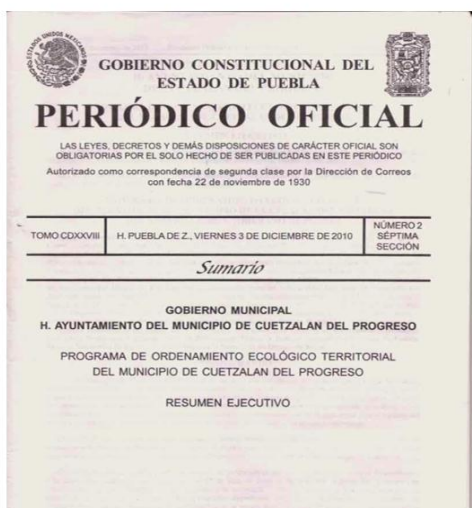 GOBIERNO CONSTITUCIONAL DEL
ESTADO DE PUEBLA
PERIÓDICO OFICIAL
LAS LEYES, DECRETOS Y DEMÁS DISPOSICIONES DE CARÁCTER OFICIAL SON
OBLIGATORIAS POR EL SOLO HECHO DE SER PUBLICADAS EN ESTE PERIÓDICO
Autorizado como correspondencia de segunda clase por la Dirección de Correos
con fecha 22 de noviembre de 1930
TOMO CDXXVIII
H. PUEBLA DE Z., VIERNES 3 DE DICIEMBRE DE 2010
NÚMERO 2
SÉPTIMA
SECCIÓN
Sumario
GOBIERNO MUNICIPAL
H. AYUNTAMIENTO DEL MUNICIPIO DE CUETZALAN DEL PROGRESO
PROGRAMA DE ORDENAMIENTO ECOLÓGICO TERRITORIAL
DEL MUNICIPIO DE CUETZALAN DEL PROGRESO
RESUMEN EJECUTIVO